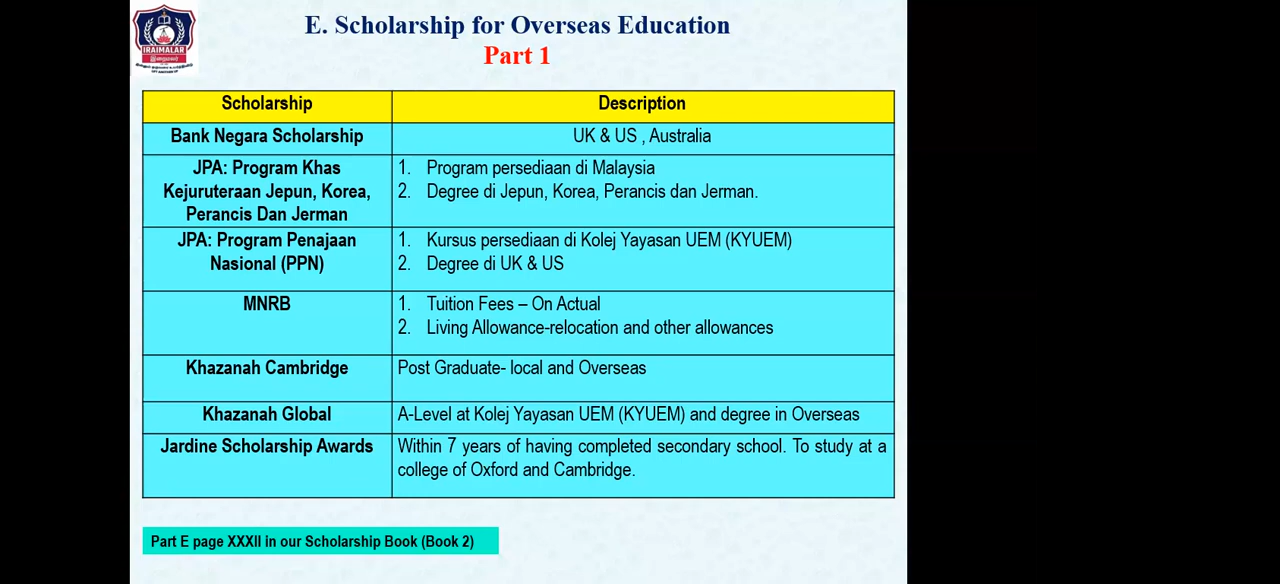 E. Scholarship for Overseas Education
Part 1
IRAIMALAR
இறைமலர்
Scholarship Description
Bank Negara Scholarship UK & US , Australia
JPA: Program Khas
Kejuruteraan Jepun, Korea,
Perancis Dan Jerman
1. Program persediaan di Malaysia
2. Degree di Jepun, Korea, Perancis dan Jerman.
JPA: Program Penajaan
Nasional (PPN)
1. Kursus persediaan di Kolej Yayasan UEM (KYUEM)
2. Degree di UK & US
MNRB
1. Tuition Fees – On Actual
2. Living Allowance-relocation and other allowances
Khazanah Cambridge Post Graduate- local and Overseas
Khazanah Global A-Level at Kolej Yayasan UEM (KYUEM) and degree in Overseas
Jardine Scholarship Awards Within 7 years of having completed secondary school. To study at a
college of Oxford and Cambridge.
Part E page XXXII in our Scholarship Book (Book 2)